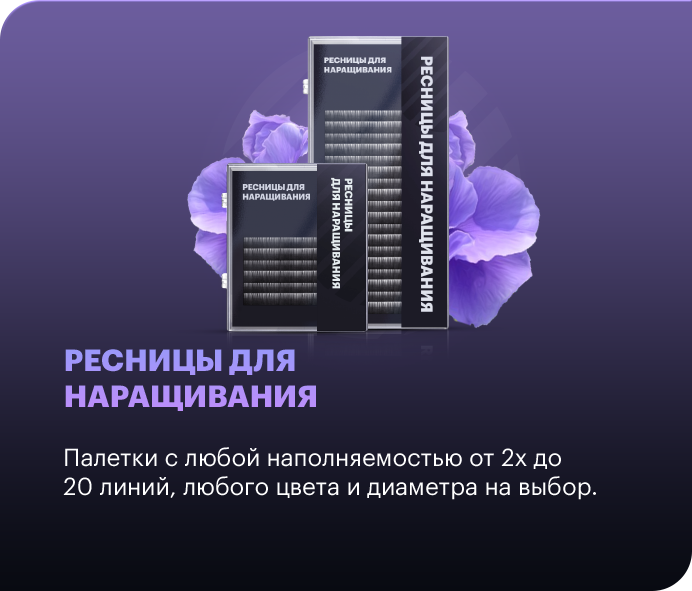 РЕСНИЦЫ ДЛЯ
НАРАЩИВАНИЯ
РЕСНИЦЫ ДЛЯ НАРАЩИВАНИЯ
РЕСНИЦЫ ДЛЯ
НАРАЩИВАНИЯ
РЕСНИЦЫ
ДЛЯ НАРАЩИВАНИЯ
РЕСНИЦЫ ДЛЯ
НАРАЩИВАНИЯ
Палетки с любой наполняемостью от 2х до
20 линий, любого цвета и диаметра на выбор.